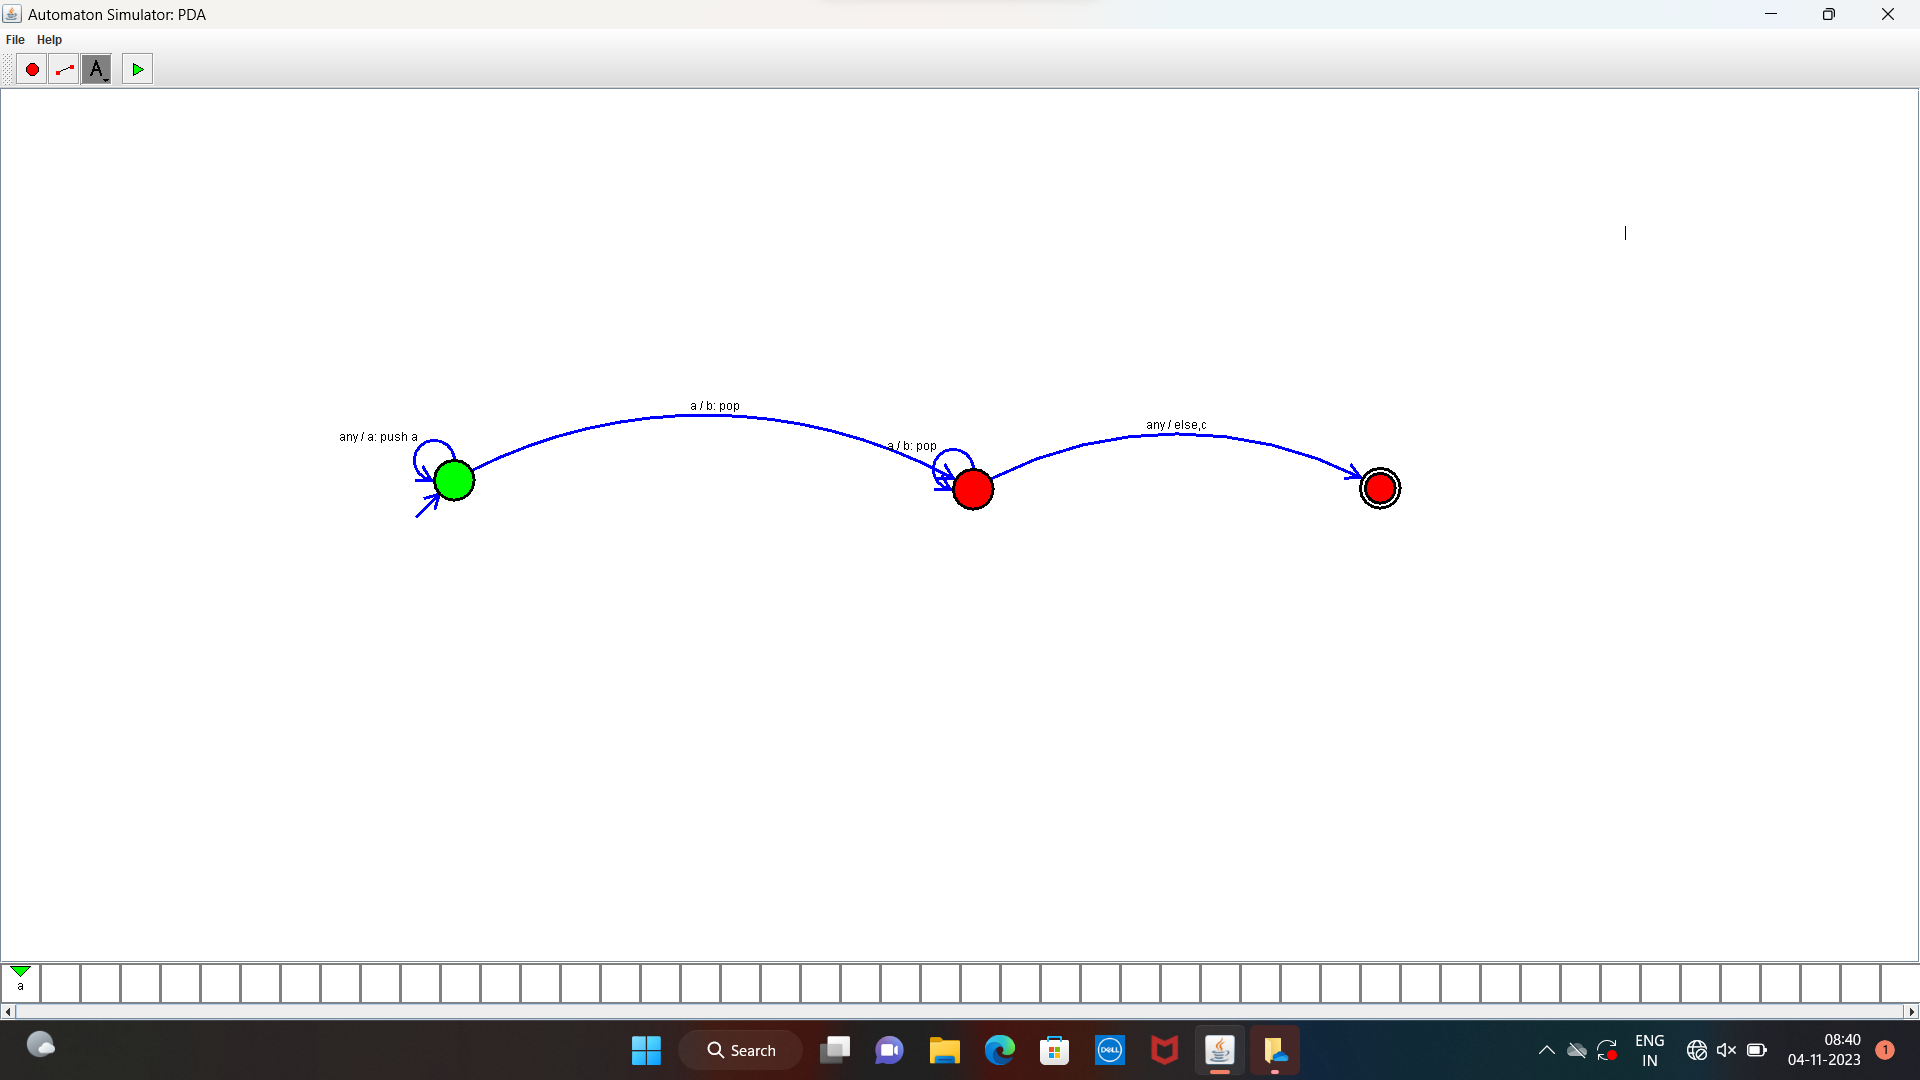 Automaton Simulator: PDA
File Help
A
a / b: pop
any / else,c
any / a: push a
a / b: pop
a
Search
DELL
ENG
IN
08:40
04-11-2023
1